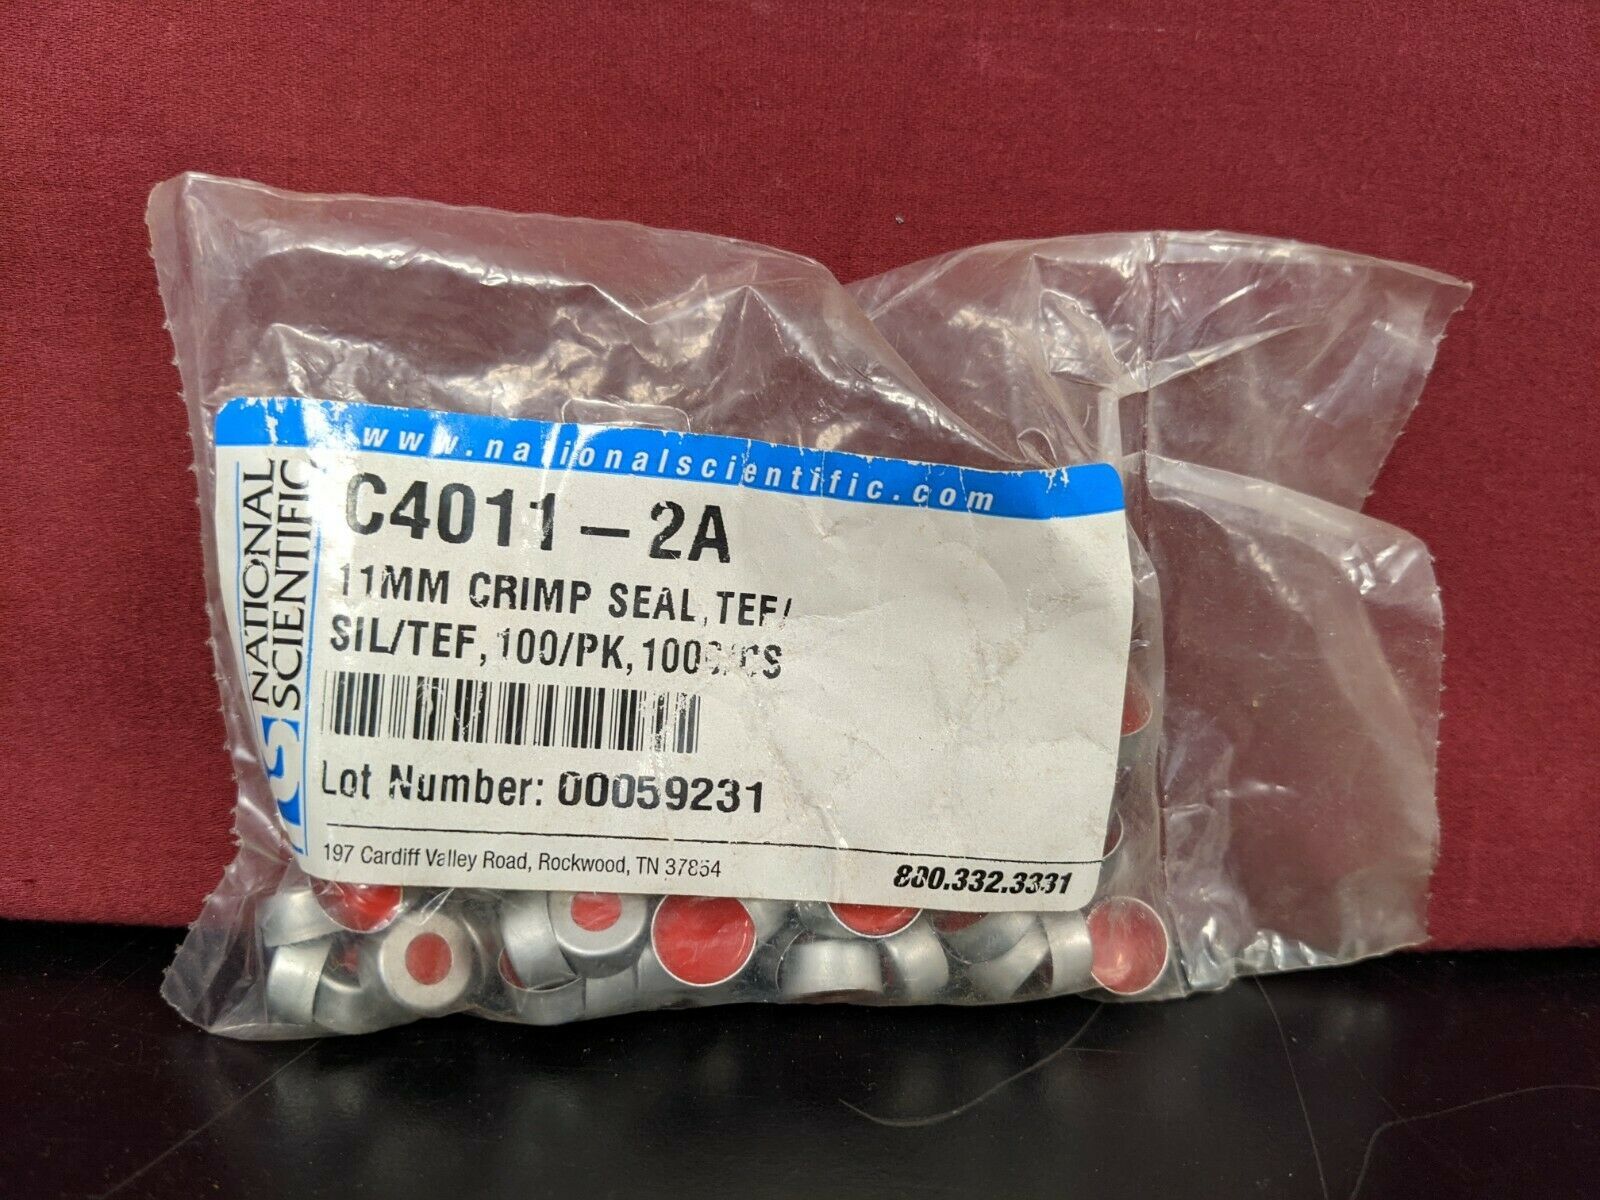 www.nationalscientific.com
NATIONAL
SCIENTIFIC
C4011-2A
11MM CRIMP SEAL, TEF/
SIL/TEF, 100/PK, 1000/CS
Lot Number: 00059231
197 Cardiff Valley Road, Rockwood, TN 37854
800.332.3331